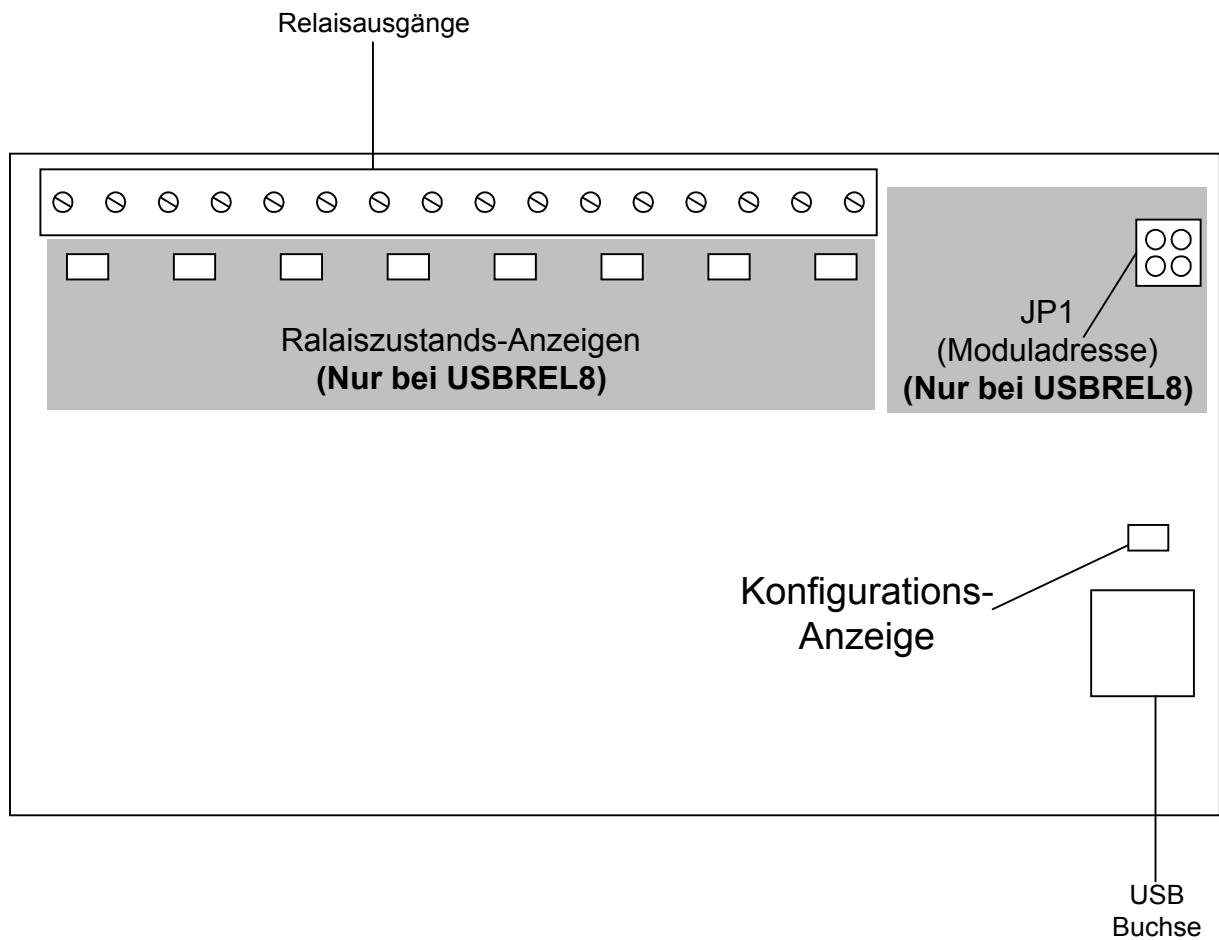 Relaisausgänge
Ralaiszustands-Anzeigen
(Nur bei USBREL8)
JP1
(Moduladresse)
(Nur bei USBREL8)
Konfigurations-
Anzeige
USB
Buchse